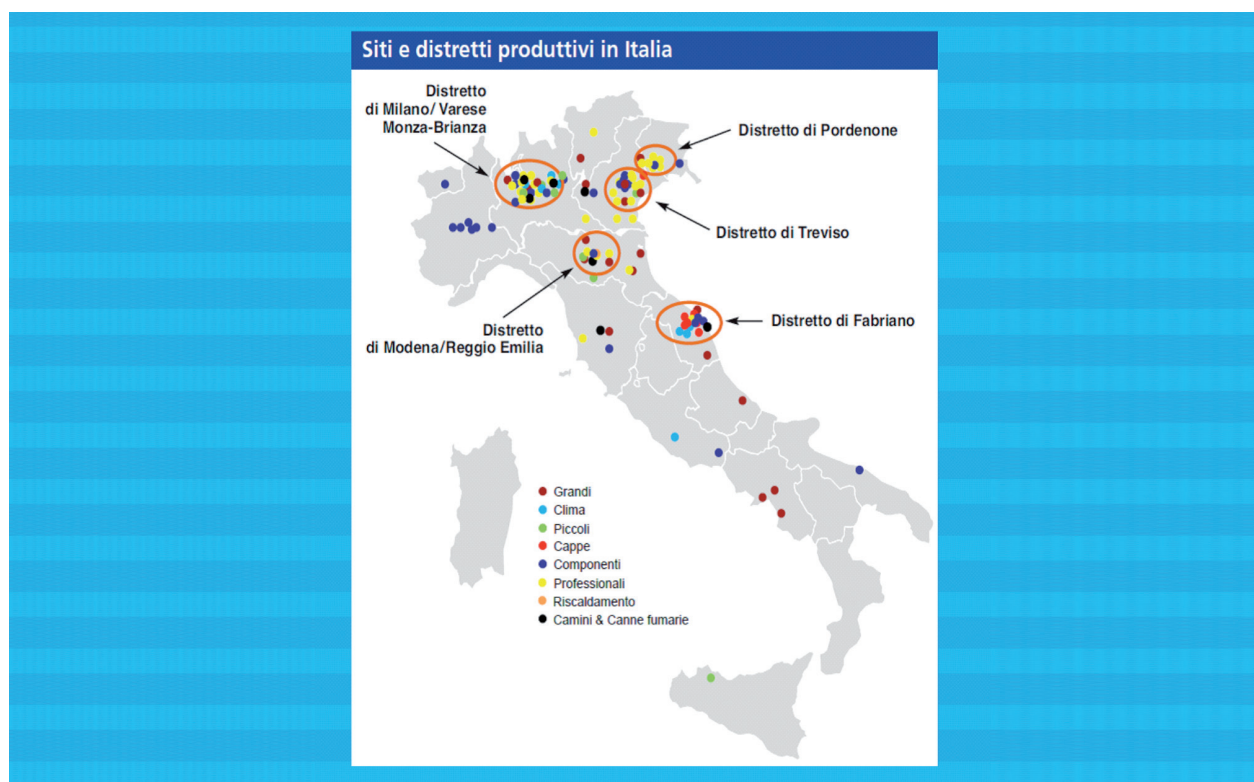 Siti e distretti produttivi in Italia
Distretto
di Milano/ Varese
Monza-Brianza
Distretto di Pordenone
Distretto di Treviso
Distretto
di Modena/Reggio Emilia
Distretto di Fabriano
Grandi
Clima
Piccoli
Cappe
Componenti
Professionali
Riscaldamento
Camini & Canne fumarie